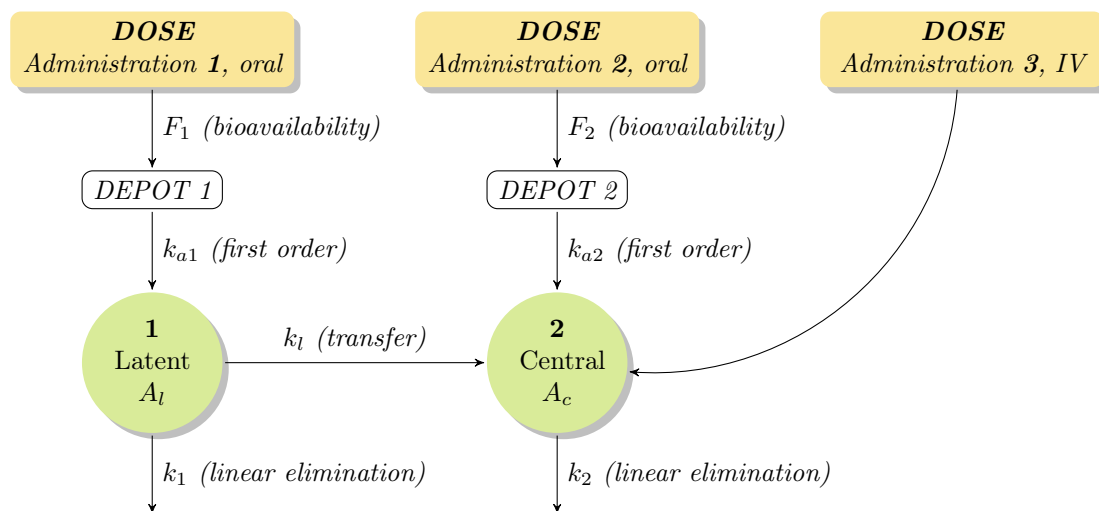 DOSE
Administration 1, oral
DOSE
Administration 2, oral
DOSE
Administration 3, IV
F₁ (bioavailability)
F₂ (bioavailability)
DEPOT 1
DEPOT 2
kₐ₁ (first order)
kₐ₂ (first order)
1
Latent
Aₗ
kₗ (transfer)
2
Central
A_c
k₁ (linear elimination)
k₂ (linear elimination)